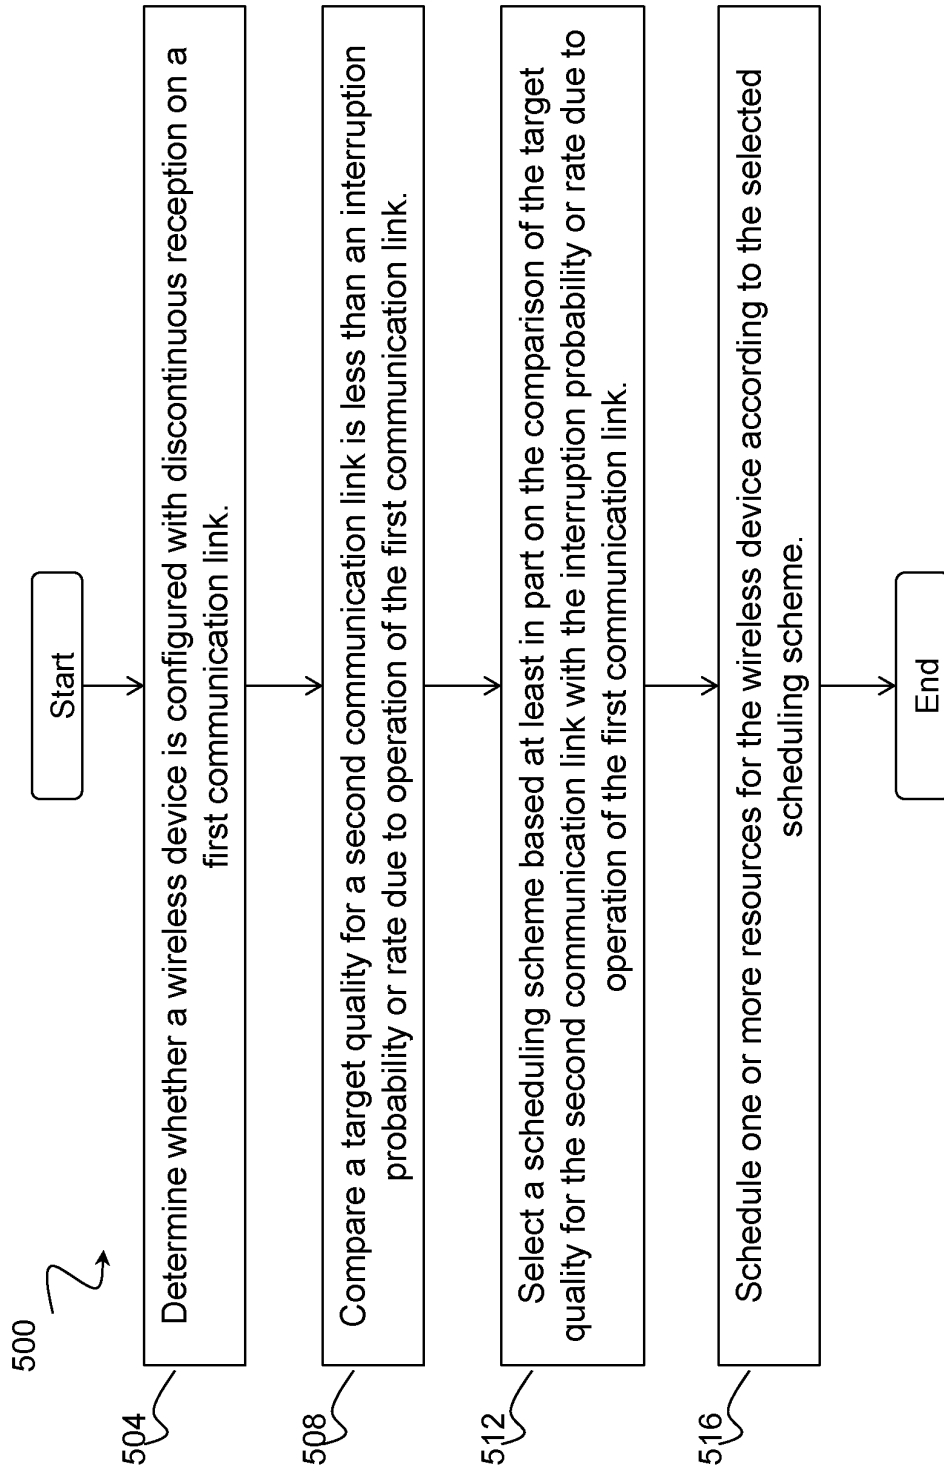 500
Start
504
Determine whether a wireless device is configured with discontinuous reception on a
first communication link.
508
Compare a target quality for a second communication link is less than an interruption
probability or rate due to operation of the first communication link.
512
Select a scheduling scheme based at least in part on the comparison of the target
quality for the second communication link with the interruption probability or rate due to
operation of the first communication link.
516
Schedule one or more resources for the wireless device according to the selected
scheduling scheme.
End